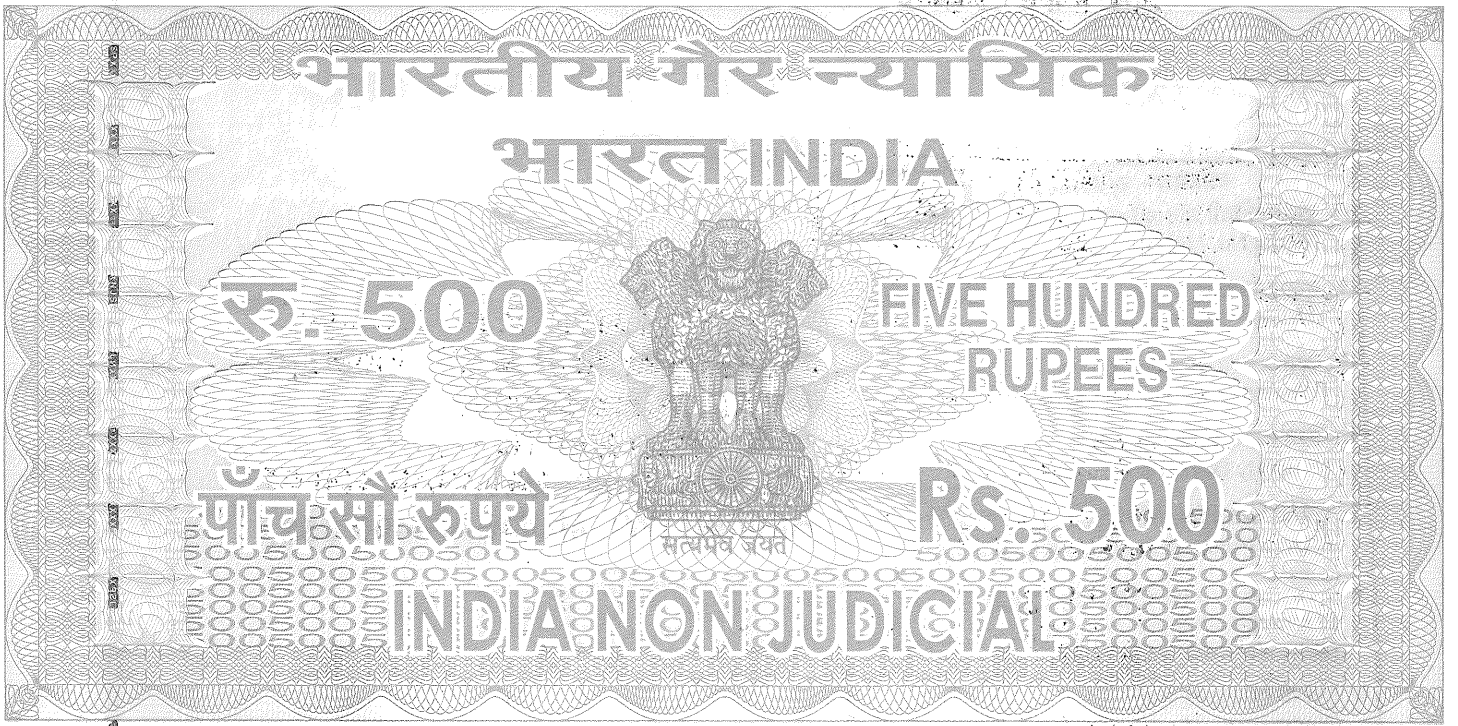 भारतीय गैर न्यायिक
भारत INDIA
रु. 500
FIVE HUNDRED
RUPEES
पाँच सौ रुपये
Rs. 500
सत्यमेव जयते
INDIA NON JUDICIAL